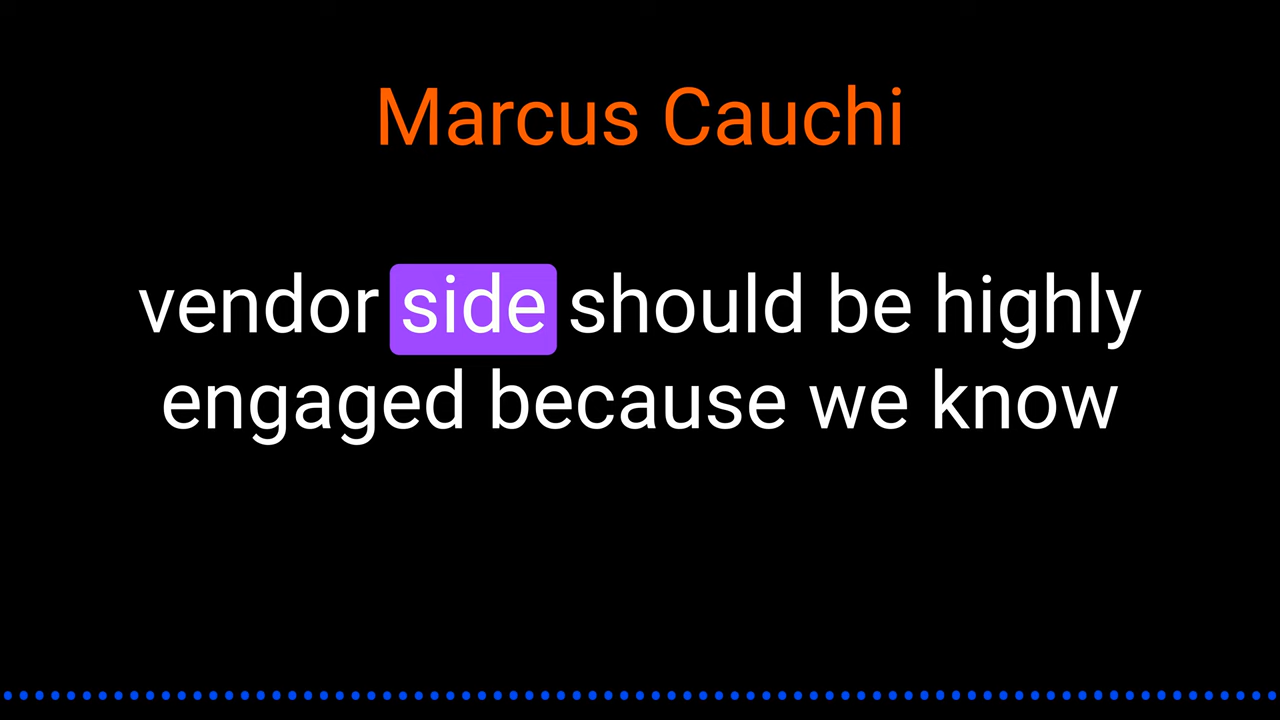 Marcus Cauchi
vendor side should be highly
engaged because we know